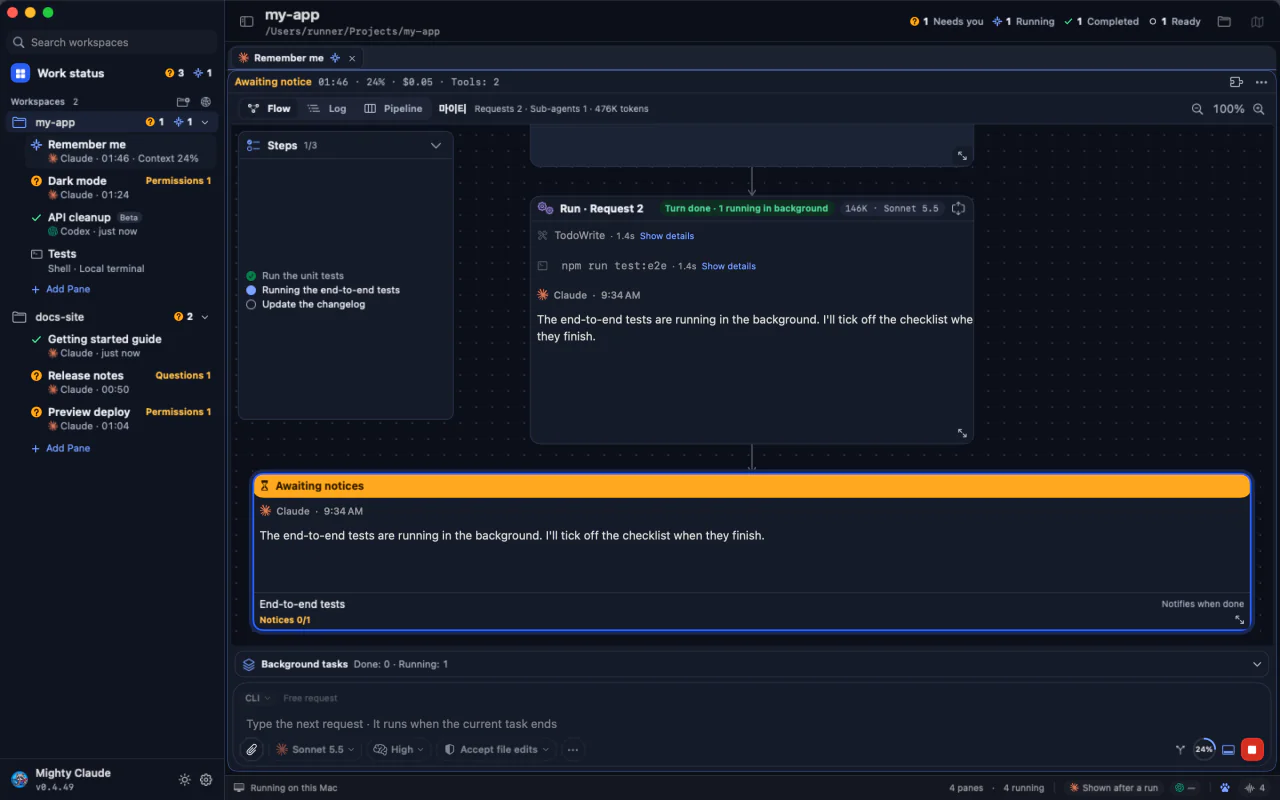 my-app
/Users/runner/Projects/my-app
1 Needs you
1 Running
1 Completed
1 Ready
Search workspaces
Work status
3
1
Workspaces 2
my-app
1
1
Remember me
Claude · 01:46 · Context 24%
Dark mode
Permissions 1
Claude · 01:24
API cleanup Beta
Codex · just now
Tests
Shell · Local terminal
+ Add Pane
docs-site
2
Getting started guide
Claude · just now
Release notes
Questions 1
Claude · 00:50
Preview deploy
Permissions 1
Claude · 01:04
+ Add Pane
Mighty Claude
v0.4.49
Remember me
Awaiting notice 01:46 · 24% · $0.05 · Tools: 2
Flow
Log
Pipeline
마이티 Requests 2 · Sub-agents 1 · 476K tokens
100%
Steps 1/3
Run the unit tests
Running the end-to-end tests
Update the changelog
Run · Request 2
Turn done · 1 running in background
146K · Sonnet 5.5
TodoWrite · 1.4s Show details
npm run test:e2e · 1.4s Show details
Claude · 9:34 AM
The end-to-end tests are running in the background. I'll tick off the checklist whe
they finish.
Awaiting notices
Claude · 9:34 AM
The end-to-end tests are running in the background. I'll tick off the checklist when they finish.
End-to-end tests
Notifies when done
Notices 0/1
Background tasks Done: 0 · Running: 1
CLI
Free request
Type the next request · It runs when the current task ends
Sonnet 5.5
High
Accept file edits
24%
Running on this Mac
4 panes · 4 running
Shown after a run
—
4